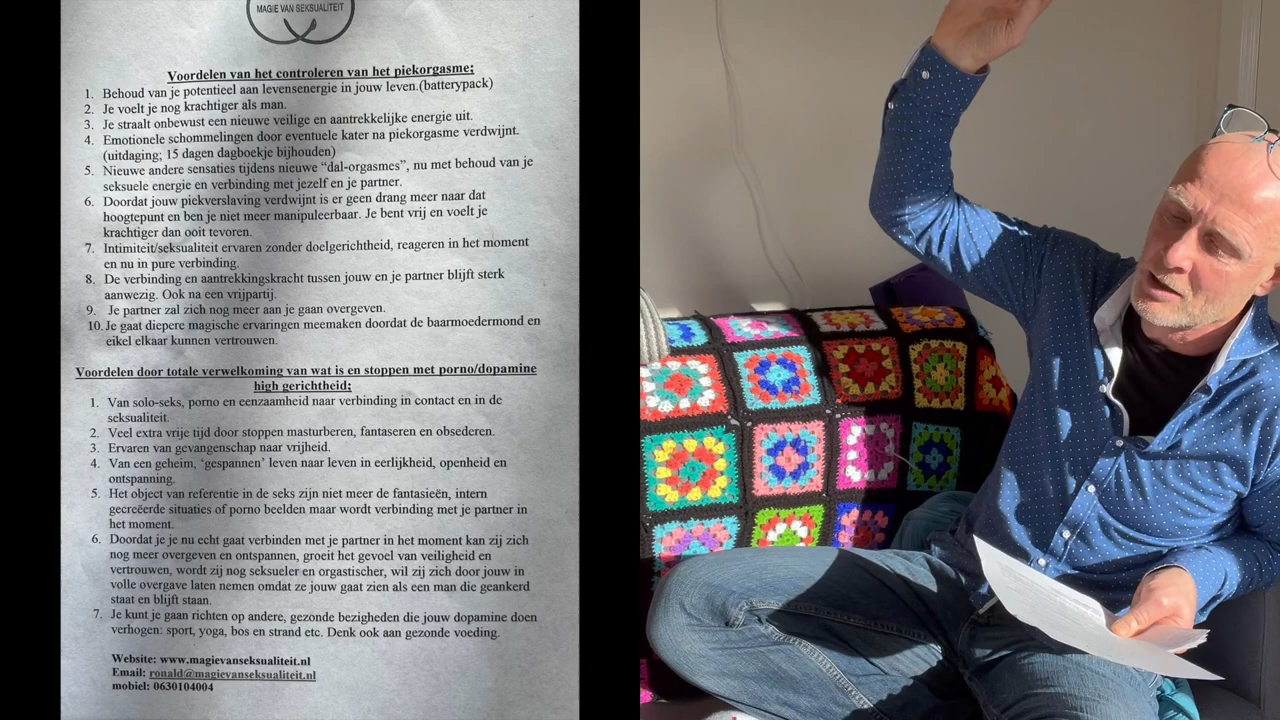 MAGIE VAN SEKSUALITEIT
Voordelen van het controleren van het piekorgasme:
1. Behoud van je potentieel aan levensenergie in jouw leven.(batterypack)
2. Je voelt je nog krachtiger als man.
3. Je straalt onbewust een nieuwe veilige en aantrekkelijke energie uit.
4. Emotionele schommelingen door eventuele kater na piekorgasme verdwijnt.
(uitdaging; 15 dagen dagboekje bijhouden)
5. Nieuwe andere sensaties tijdens nieuwe “dal-orgasmes”, nu met behoud van je
seksuele energie en verbinding met jezelf en je partner.
6. Doordat jouw piekverslaving verdwijnt is er geen drang meer naar dat
hoogtepunt en ben je niet meer manipuleerbaar. Je bent vrij en voelt je
krachtiger dan ooit tevoren.
7. Intimiteit/seksualiteit ervaren zonder doelgerichtheid, reageren in het moment
en nu in pure verbinding.
8. De verbinding en aantrekkingskracht tussen jouw en je partner blijft sterk
aanwezig. Ook na een vrijpartij.
9. Je partner zal zich nog meer aan je gaan overgeven.
10. Je gaat diepere magische ervaringen meemaken doordat de baarmoedermond en
eikel elkaar kunnen vertrouwen.
Voordelen door totale verwelkoming van wat is en stoppen met porno/dopamine
high gerichtheid;
1. Van solo-seks, porno en eenzaamheid naar verbinding in contact en in de
seksualiteit.
2. Veel extra vrije tijd door stoppen masturberen, fantaseren en obsederen.
3. Ervaren van gevangenschap naar vrijheid.
4. Van een geheim, ‘gespannen’ leven naar leven in eerlijkheid, openheid en
ontspanning.
5. Het object van referentie in de seks zijn niet meer de fantasieën, intern
gecreëerde situaties of porno beelden maar wordt verbinding met je partner in
het moment.
6. Doordat je je nu echt gaat verbinden met je partner in het moment kan zij zich
nog meer overgeven en ontspannen, groeit het gevoel van veiligheid en
vertrouwen, wordt zij nog seksueler en orgastischer, wil zij zich door jouw in
volle overgave laten nemen omdat ze jouw gaat zien als een man die geankerd
staat en blijft staan.
7. Je kunt je gaan richten op andere, gezonde bezigheden die jouw dopamine doen
verhogen: sport, yoga, bos en strand etc. Denk ook aan gezonde voeding.
Website: www.magievanseksualiteit.nl
Email: ronald@magievanseksualiteit.nl
mobiel: 0630104004